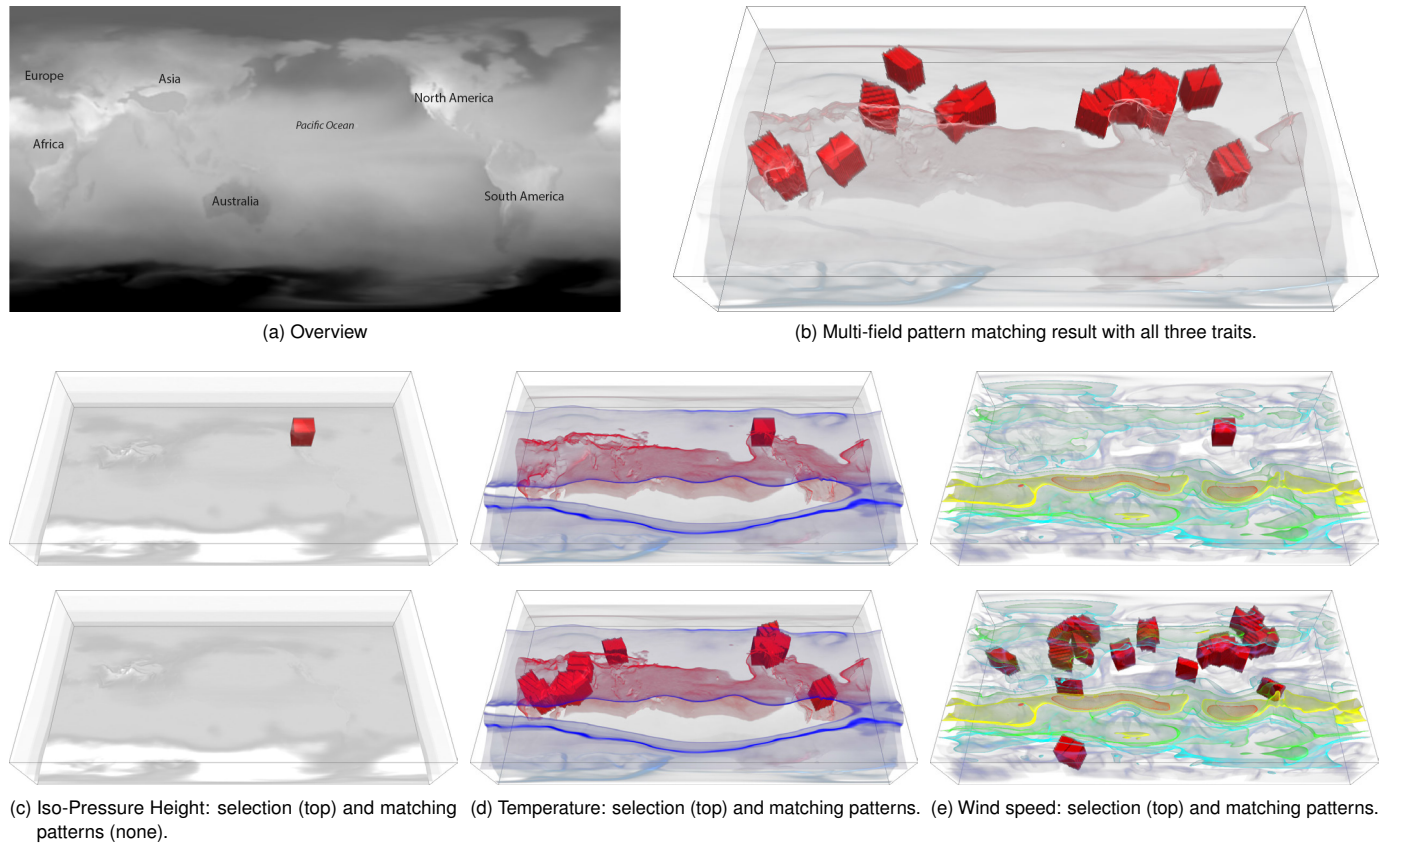 Europe
Asia
North America
Pacific Ocean
Africa
Australia
South America
(a) Overview
(b) Multi-field pattern matching result with all three traits.
(c) Iso-Pressure Height: selection (top) and matching
patterns (none).
(d) Temperature: selection (top) and matching patterns.
(e) Wind speed: selection (top) and matching patterns.